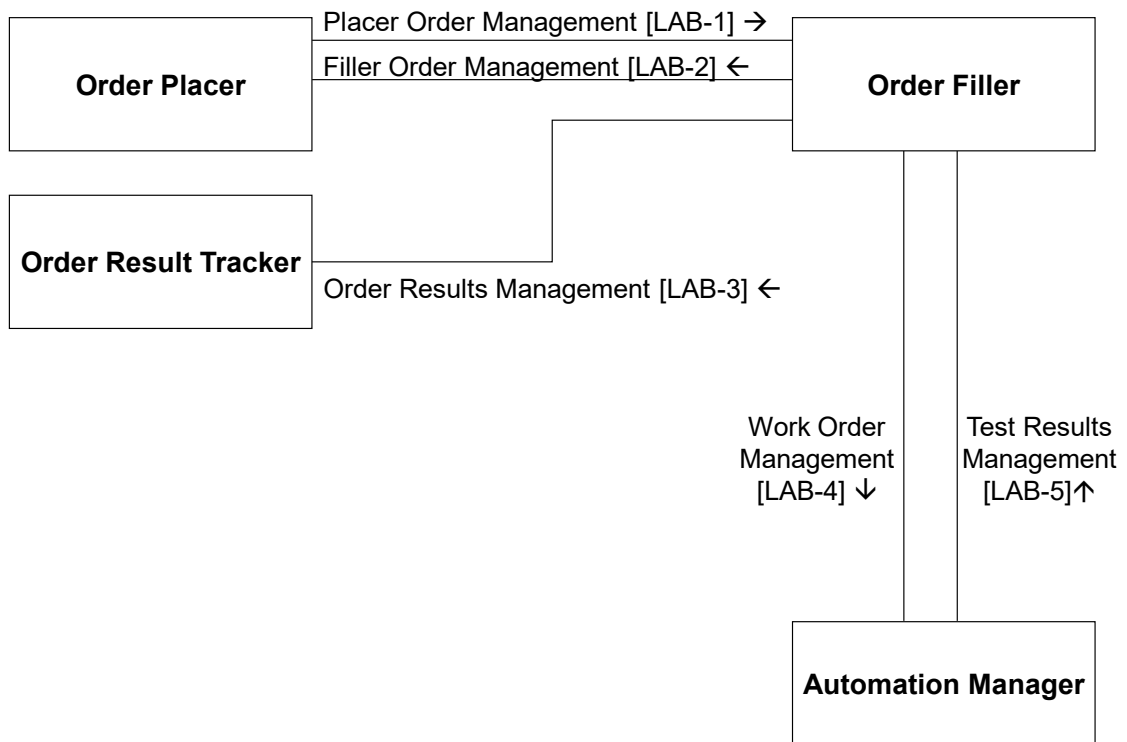 Placer Order Management [LAB-1] →
Order Placer
Filler Order Management [LAB-2] ←
Order Filler
Order Result Tracker
Order Results Management [LAB-3] ←
Work Order
Management
[LAB-4] ↓
Test Results
Management
[LAB-5]↑
Automation Manager